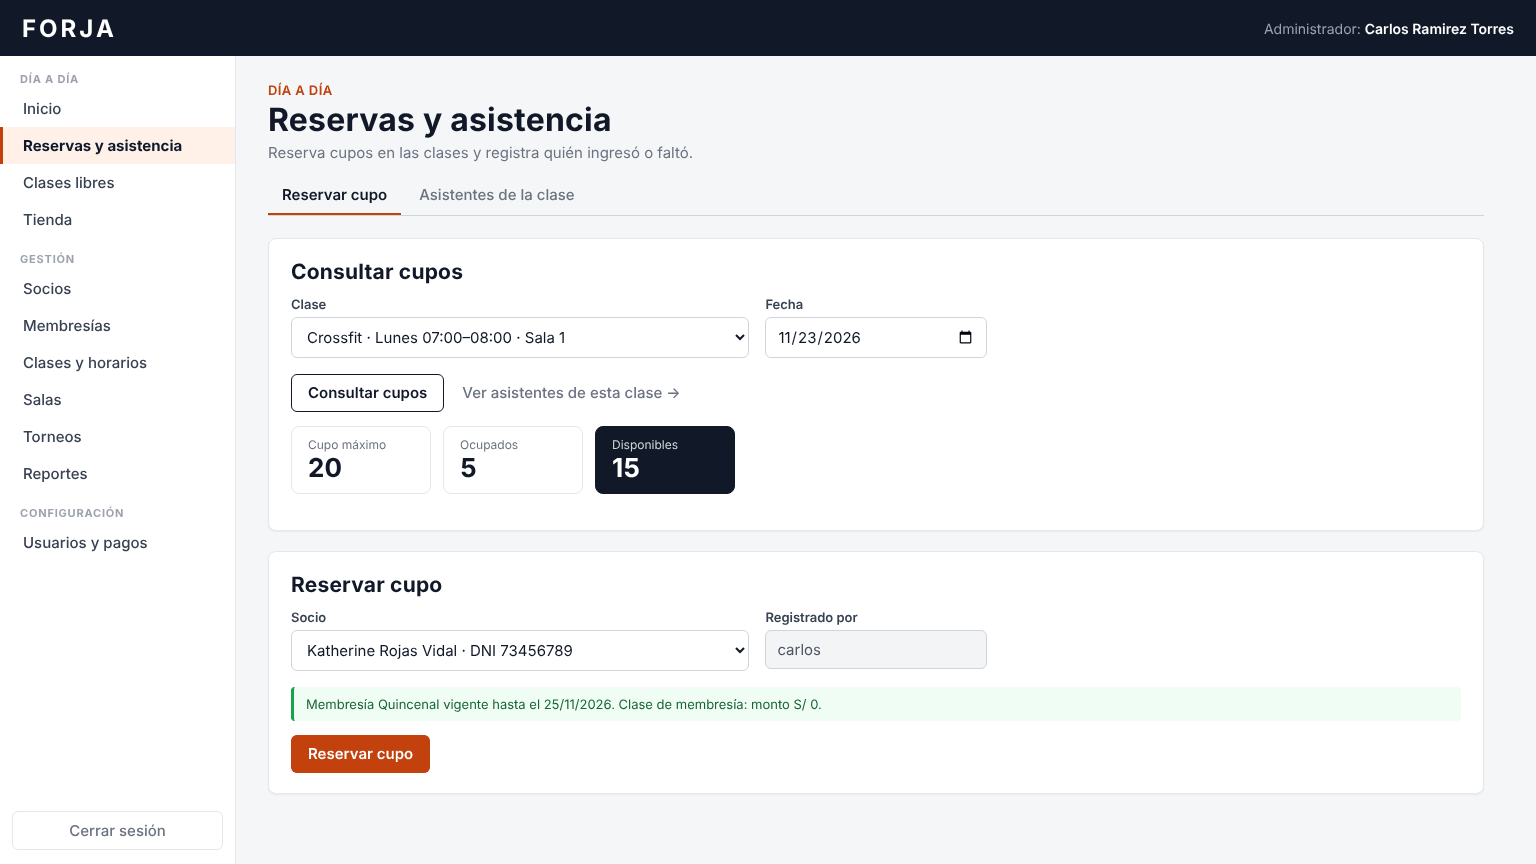 FORJA
Administrador: Carlos Ramirez Torres
DÍA A DÍA
Inicio
Reservas y asistencia
Clases libres
Tienda
GESTIÓN
Socios
Membresías
Clases y horarios
Salas
Torneos
Reportes
CONFIGURACIÓN
Usuarios y pagos
Cerrar sesión
DÍA A DÍA
Reservas y asistencia
Reserva cupos en las clases y registra quién ingresó o faltó.
Reservar cupo
Asistentes de la clase
Consultar cupos
Clase
Fecha
Crossfit · Lunes 07:00–08:00 · Sala 1
11/23/2026
Consultar cupos
Ver asistentes de esta clase →
Cupo máximo
20
Ocupados
5
Disponibles
15
Reservar cupo
Socio
Registrado por
Katherine Rojas Vidal · DNI 73456789
carlos
Membresía Quincenal vigente hasta el 25/11/2026. Clase de membresía: monto S/ 0.
Reservar cupo